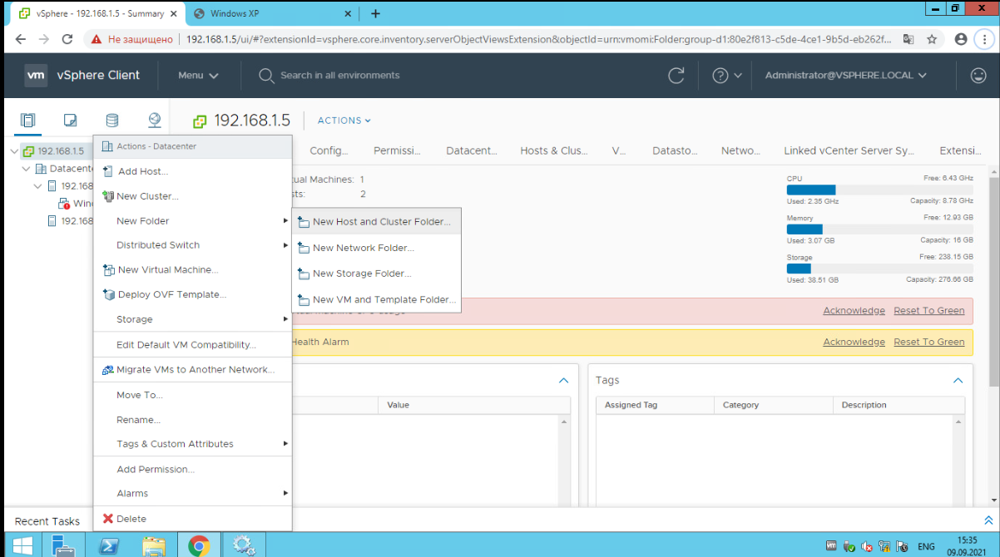 vSphere - 192.168.1.5 - Summary
Windows XP
Не защищено
192.168.1.5/ui/#?extensionId=vsphere.core.inventory.serverObjectViewsExtension&objectId=urn:vmomi:Folder:group-d1:80e2f813-c5de-4ce1-9b5d-eb262f...
vm vSphere Client
Menu
Search in all environments
Administrator@VSPHERE.LOCAL
192.168.1.5
ACTIONS
192.168.1.5
Datacent
192.168
Wind
192.168
Config...
Permissi...
Datacent...
Hosts & Clus...
V...
Datasto...
Netwo...
Linked vCenter Server Sy...
Extensi...
Actions - Datacenter
Add Host...
New Cluster...
New Folder
Distributed Switch
New Virtual Machine...
Deploy OVF Template...
Storage
Edit Default VM Compatibility...
Migrate VMs to Another Network...
Move To...
Rename...
Tags & Custom Attributes
Add Permission...
Alarms
Delete
New Host and Cluster Folder...
New Network Folder...
New Storage Folder...
New VM and Template Folder...
tual Machines: 1
sts: 2
CPU
Free: 6.43 GHz
Used: 2.35 GHz
Capacity: 8.78 GHz
Memory
Free: 12.93 GB
Used: 3.07 GB
Capacity: 16 GB
Storage
Free: 238.15 GB
Used: 38.51 GB
Capacity: 276.66 GB
Acknowledge
Reset To Green
Health Alarm
Acknowledge
Reset To Green
Value
Tags
Assigned Tag
Category
Description
Recent Tasks
ENG
15:35
09.09.2021